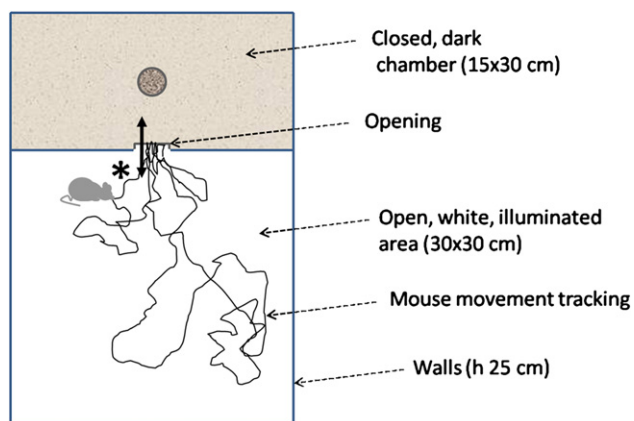 Closed, dark
chamber (15x30 cm)
Opening
*
Open, white, illuminated
area (30x30 cm)
Mouse movement tracking
Walls (h 25 cm)